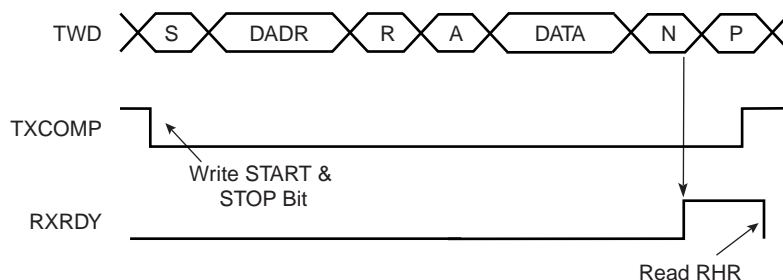 TWD S DADR R A DATA N P
TXCOMP
Write START &
STOP Bit
RXRDY
Read RHR